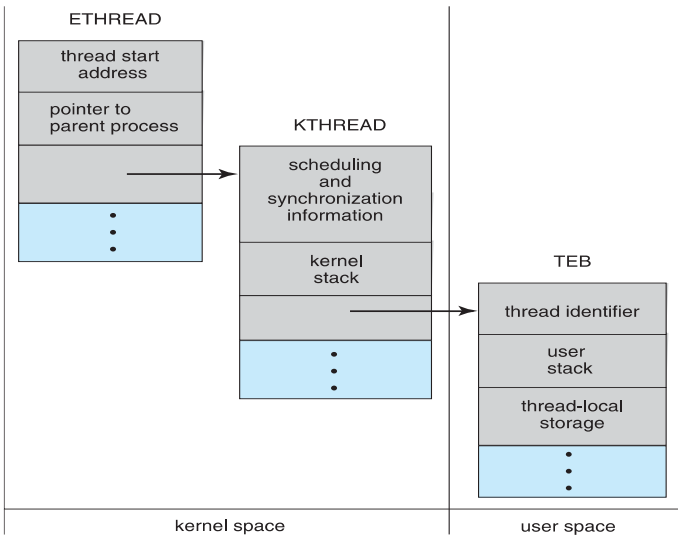 ETHREAD
thread start
address
pointer to
parent process
KTHREAD
scheduling
and
synchronization
information
kernel
stack
TEB
thread identifier
user
stack
thread-local
storage
kernel space
user space